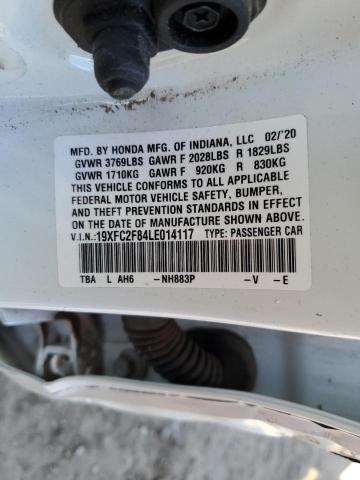 MFD. BY HONDA MFG. OF INDIANA, LLC 02/'20
GVWR 3769LBS GAWR F 2028LBS R 1829LBS
GVWR 1710KG GAWR F 920KG R 830KG
THIS VEHICLE CONFORMS TO ALL APPLICABLE
FEDERAL MOTOR VEHICLE SAFETY, BUMPER,
AND THEFT PREVENTION STANDARDS IN EFFECT
ON THE DATE OF MANUFACTURE SHOWN ABOVE.
V.I.N.: 19XFC2F84LE014117 TYPE: PASSENGER CAR
TBA L AH6 -NH883P -V -E